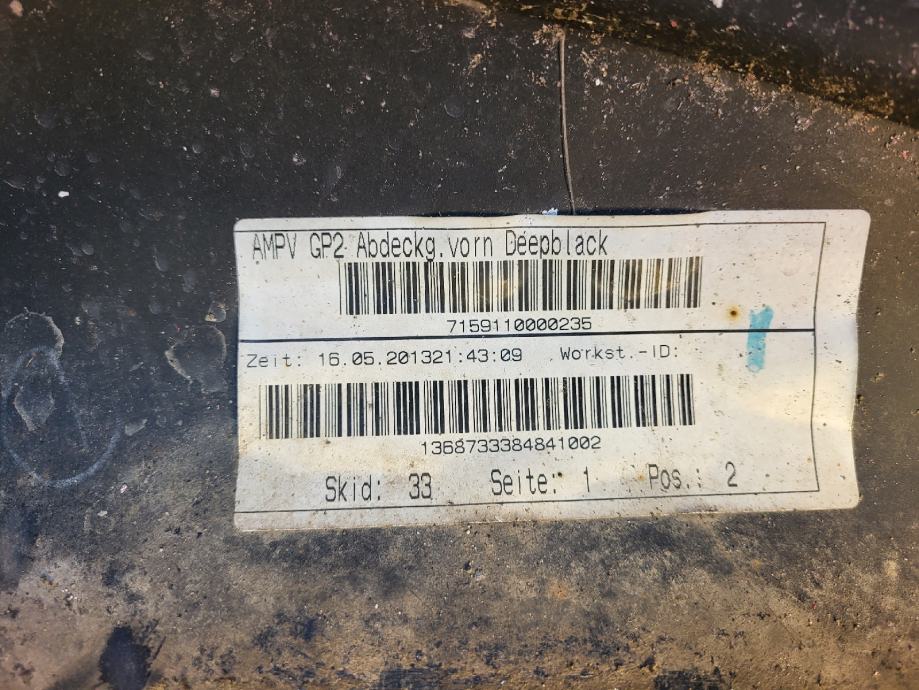 AMPV GP2 Abdeckg.vorn Deepblack
7159110000235
Zeit: 16.05.201321:43:09 Workst.-ID:
1368733384841002
Skid: 33 Seite: 1 Pos.: 2